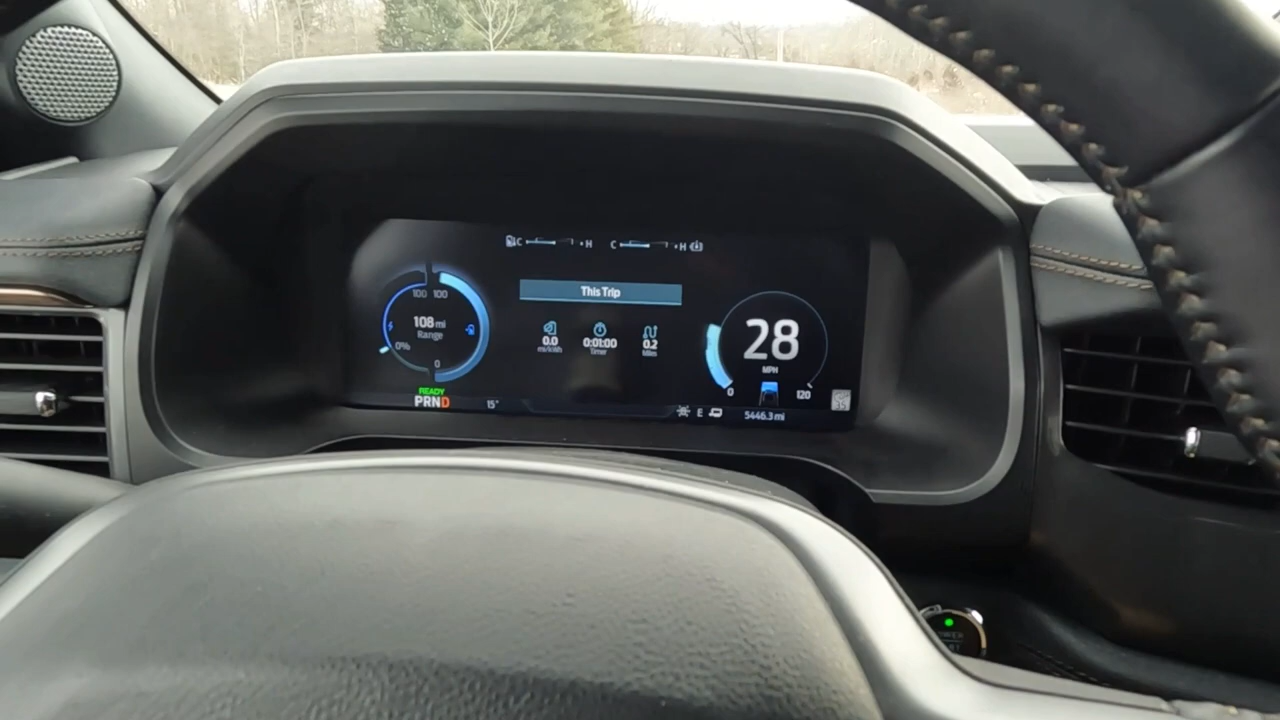 C H C H
This Trip
100 100
108 mi
Range
0%
0
0.0
mi/kWh
0:01:00
Timer
0.2
Miles
28
MPH
0 120
READY
PRND
15°
E
5446.3 mi
35